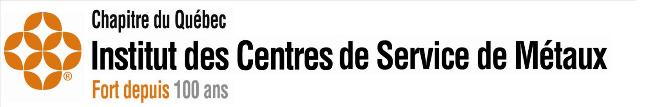 Chapitre du Québec
Institut des Centres de Service de Métaux
®
Fort depuis 100 ans